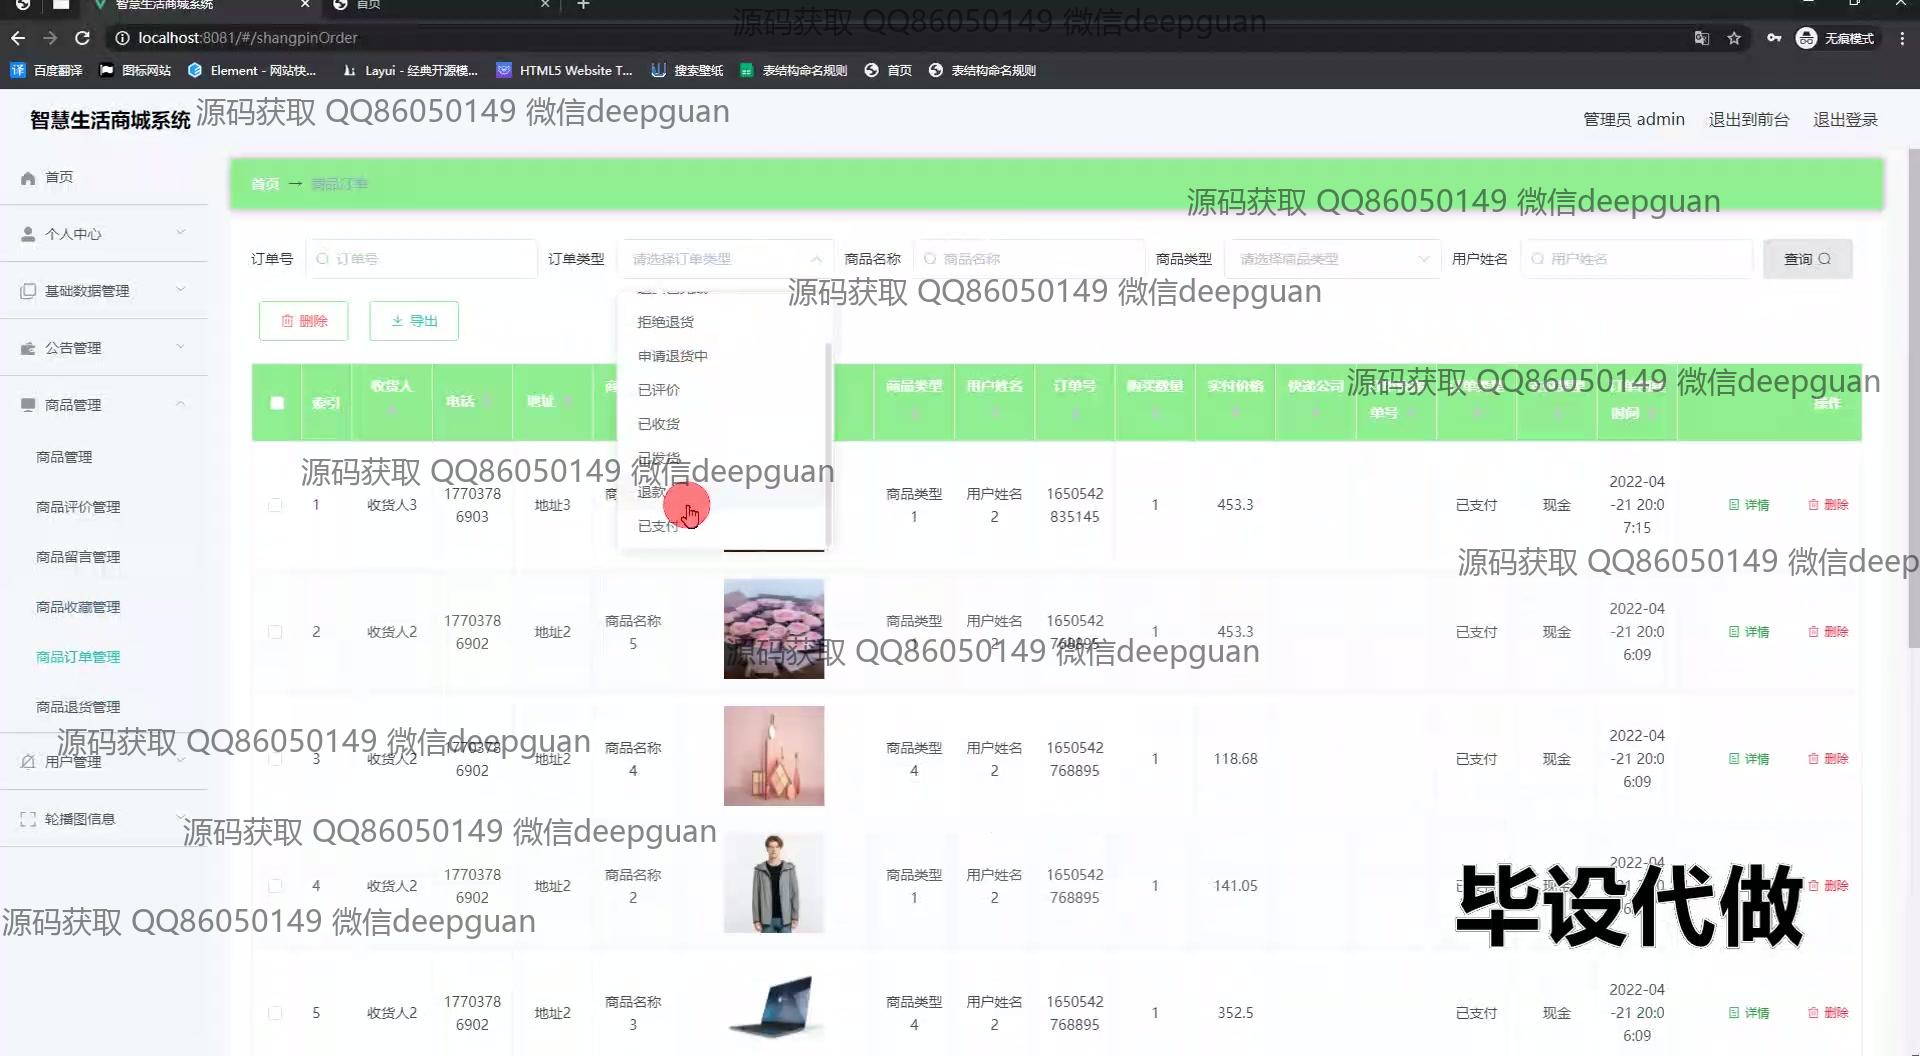 智慧生活商城系统
首页
localhost:8081/#/shangpinOrder
无痕模式
百度翻译
图标网站
Element - 网站快...
Layui - 经典开源模...
HTML5 Website T...
搜索壁纸
表结构命名规则
首页
表结构命名规则
源码获取 QQ86050149 微信deepguan
智慧生活商城系统
源码获取 QQ86050149 微信deepguan
管理员 admin
退出到前台
退出登录
首页
个人中心
基础数据管理
公告管理
商品管理
商品管理
商品评价管理
商品留言管理
商品收藏管理
商品订单管理
商品退货管理
用户管理
轮播图信息
首页 → 商品订单
源码获取 QQ86050149 微信deepguan
订单号 订单号
订单类型 请选择订单类型
商品名称 商品名称
商品类型 请选择商品类型
用户姓名 用户姓名
查询
源码获取 QQ86050149 微信deepguan
删除
导出
拒绝退货
申请退货中
已评价
已收货
已发货
退款
已支付
索引 收货人 电话 地址 商品类型 用户姓名 订单号 购买数量 实付价格 快递公司 单号 时间 操作
源码获取 QQ86050149 微信deepguan
源码获取 QQ86050149 微信deepguan
1 收货人3 17703786903 地址3 商品类型1 用户姓名2 1650542835145 1 453.3 已支付 现金 2022-04-21 20:07:15 详情 删除
源码获取 QQ86050149 微信deep
2 收货人2 17703786902 地址2 商品名称5 商品类型1 用户姓名2 1650542768895 1 453.3 已支付 现金 2022-04-21 20:06:09 详情 删除
源码获取 QQ86050149 微信deepguan
3 收货人2 17703786902 地址2 商品名称4 商品类型4 用户姓名2 1650542768895 1 118.68 已支付 现金 2022-04-21 20:06:09 详情 删除
源码获取 QQ86050149 微信deepguan
源码获取 QQ86050149 微信deepguan
4 收货人2 17703786902 地址2 商品名称2 商品类型1 用户姓名2 1650542768895 1 141.05 2022-04 删除
毕设代做
源码获取 QQ86050149 微信deepguan
5 收货人2 17703786902 地址2 商品名称3 商品类型4 用户姓名2 1650542768895 1 352.5 已支付 现金 2022-04-21 20:06:09 详情 删除